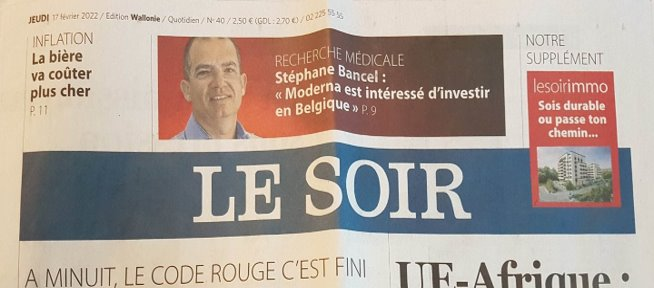 JEUDI 17 février 2022 / Edition Wallonie / Quotidien / N° 40 / 2,50 € (GDL : 2,70 €) / 02 225 55 55
INFLATION
La bière
va coûter
plus cher
P. 11
RECHERCHE MÉDICALE
Stéphane Bancel :
« Moderna est intéressé d’investir
en Belgique » P. 9
NOTRE
SUPPLÉMENT
lesoirimmo
Sois durable
ou passe ton
chemin...
LE SOIR
A MINUIT, LE CODE ROUGE C’EST FINI
UE-Afrique :